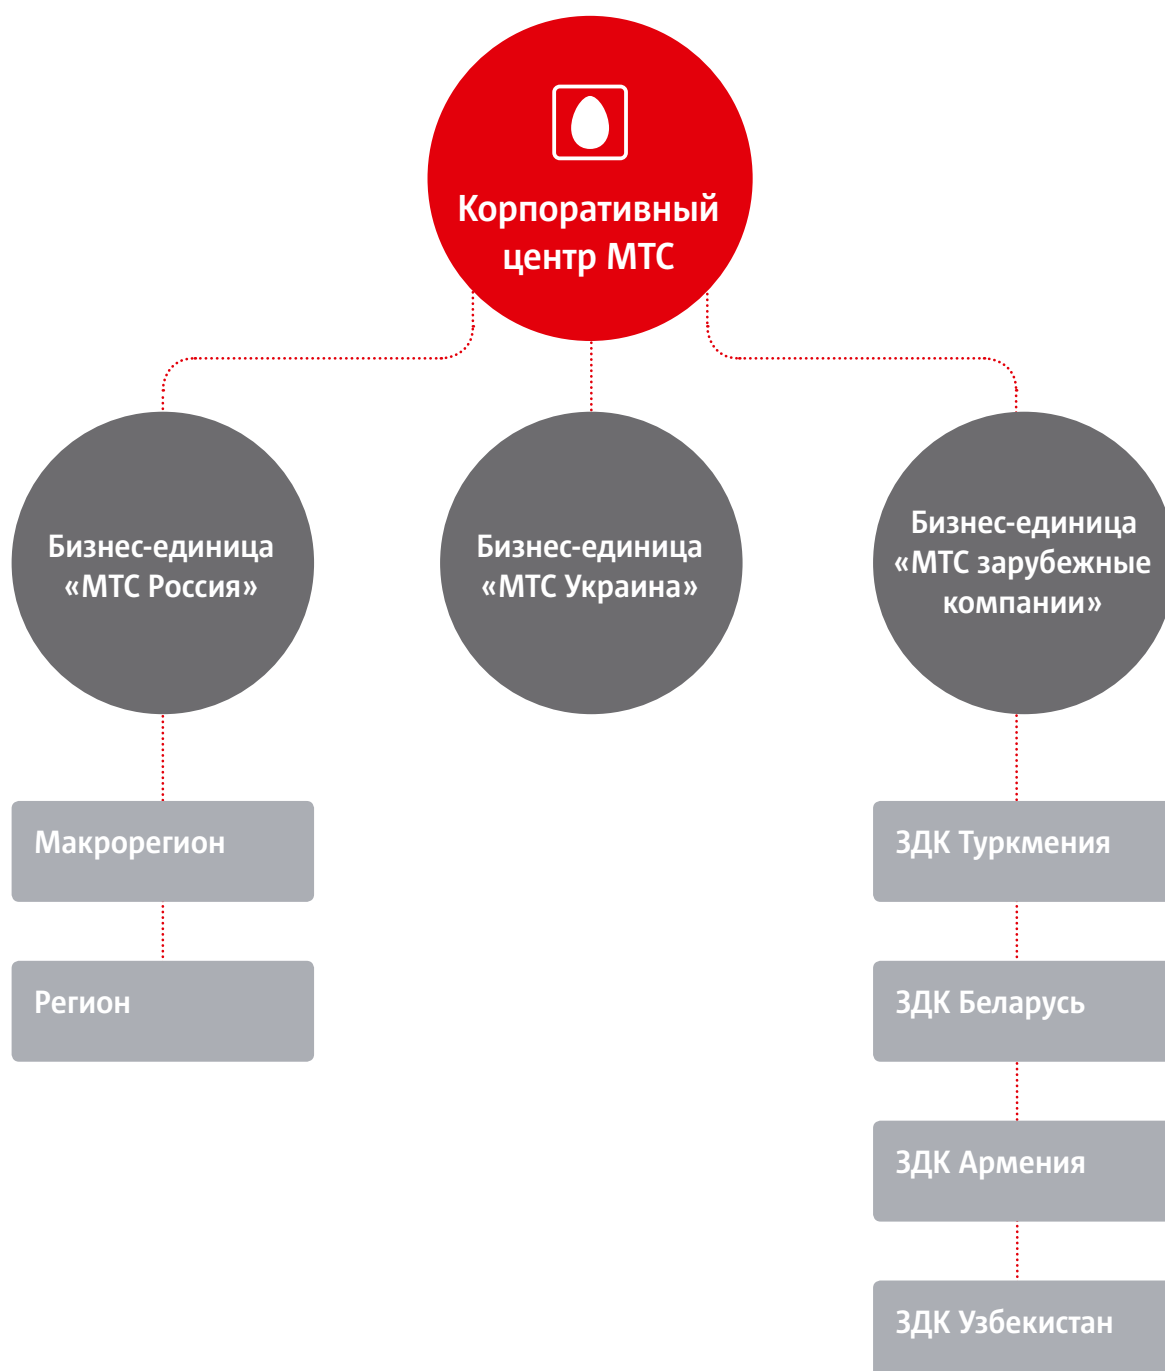 Корпоративный
центр МТС
Бизнес-единица
«МТС Россия»
Бизнес-единица
«МТС Украина»
Бизнес-единица
«МТС зарубежные
компании»
Макрорегион
Регион
ЗДК Туркмения
ЗДК Беларусь
ЗДК Армения
ЗДК Узбекистан